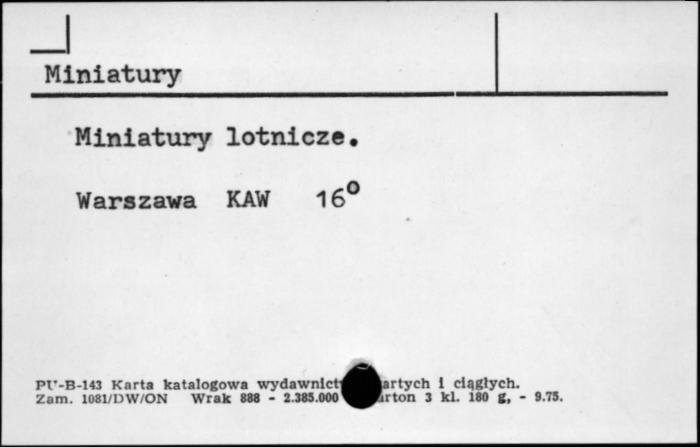 Miniatury
Miniatury lotnicze.
Warszawa KAW 16⁰
PU-B-143 Karta katalogowa wydawnict artych i ciągłych.
Zam. 1081/DW/ON Wrak 888 - 2.385.000 rton 3 kl. 180 g, - 9.75.